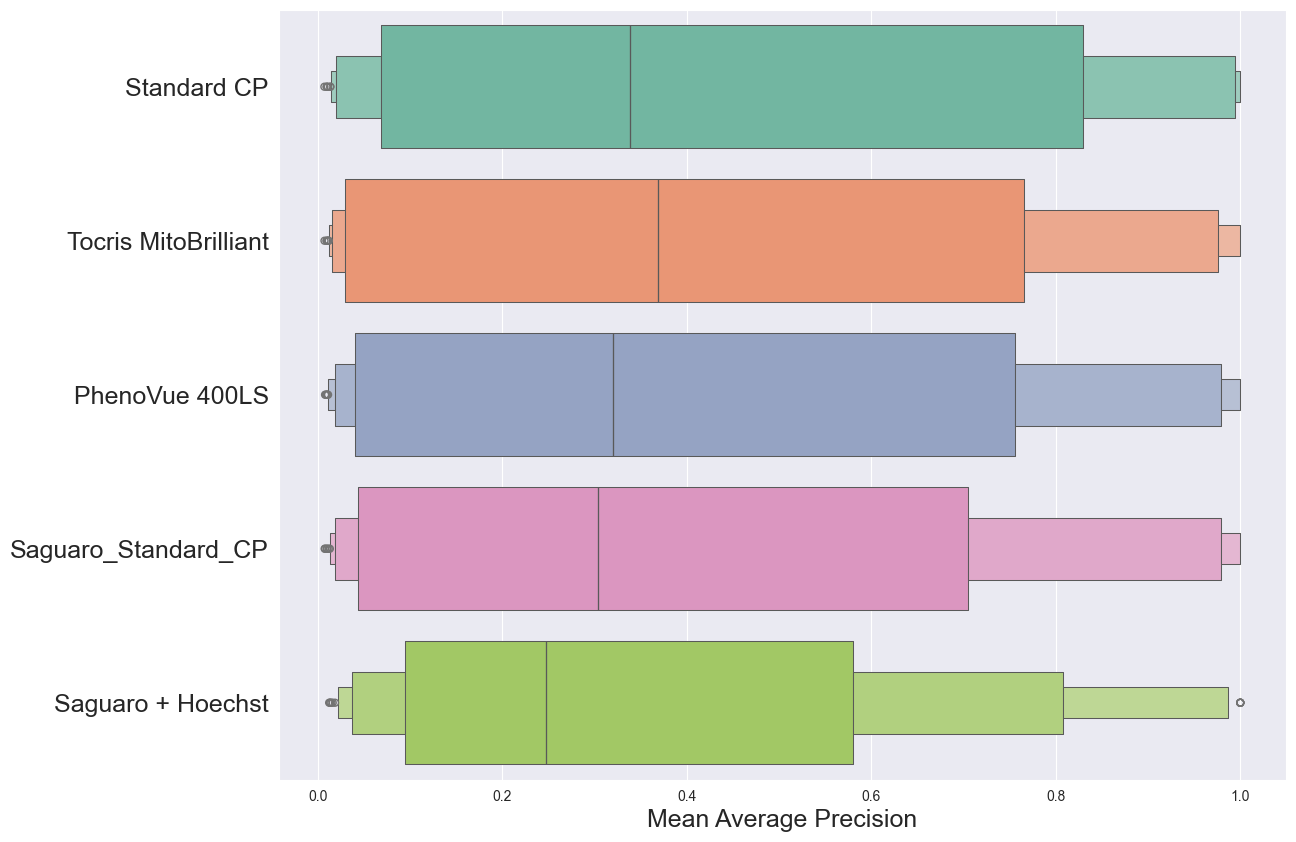 Standard CP
Tocris MitoBrilliant
PhenoVue 400LS
Saguaro_Standard_CP
Saguaro + Hoechst
0.0 0.2 0.4 0.6 0.8 1.0
Mean Average Precision